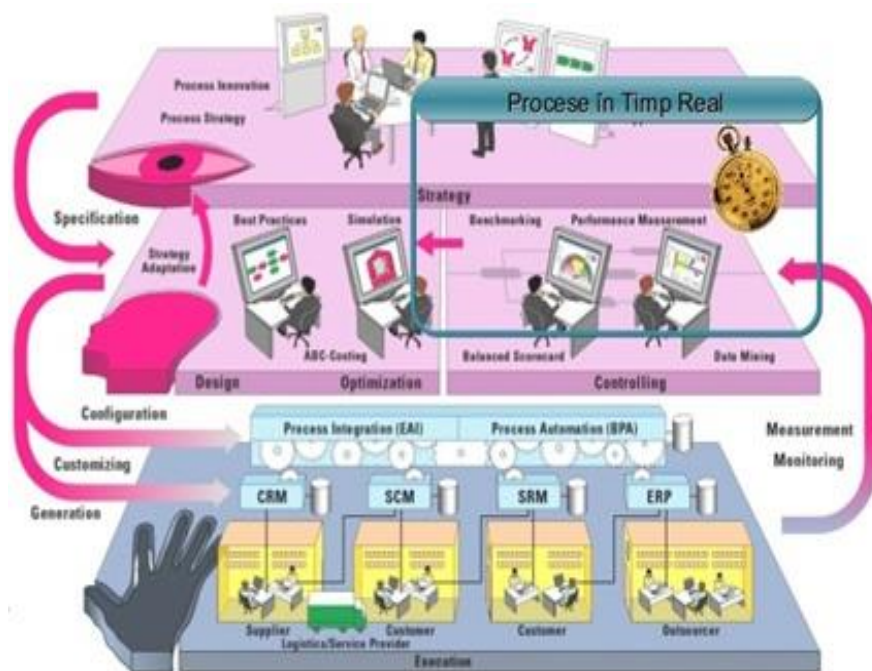 Procese în Timp Real
Process Innovation
Process Strategy
Strategy
Specification
Best Practices
Simulation
Benchmarking
Performance Measurement
Strategy
Adaptation
ABC-Costing
Balanced Scorecard
Data Mining
Design
Optimization
Controlling
Configuration
Process Integration (EAI)
Process Automation (BPA)
Measurement
Customizing
Monitoring
CRM
SCM
SRM
ERP
Generation
Supplier
Customer
Customer
Outsourcer
Logistics/Service Provider
Execution